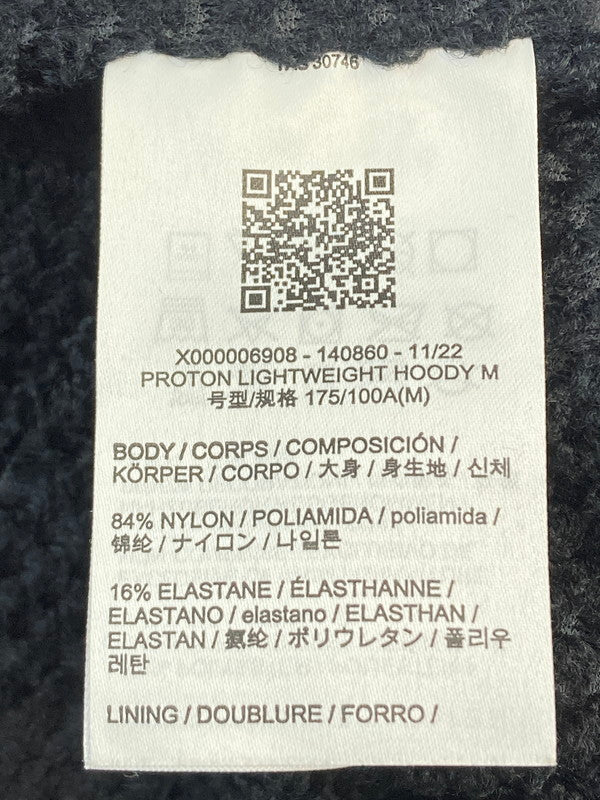 30746
X000006908 - 140860 - 11/22
PROTON LIGHTWEIGHT HOODY M
号型/规格 175/100A(M)
BODY / CORPS / COMPOSICIÓN /
KÖRPER / CORPO / 大身 / 身生地 / 신체
84% NYLON / POLIAMIDA / poliamida /
锦纶 / ナイロン / 나일론
16% ELASTANE / ÉLASTHANNE /
ELASTANO / elastano / ELASTHAN /
ELASTAN / 氨纶 / ポリウレタン / 폴리우
레탄
LINING / DOUBLURE / FORRO /